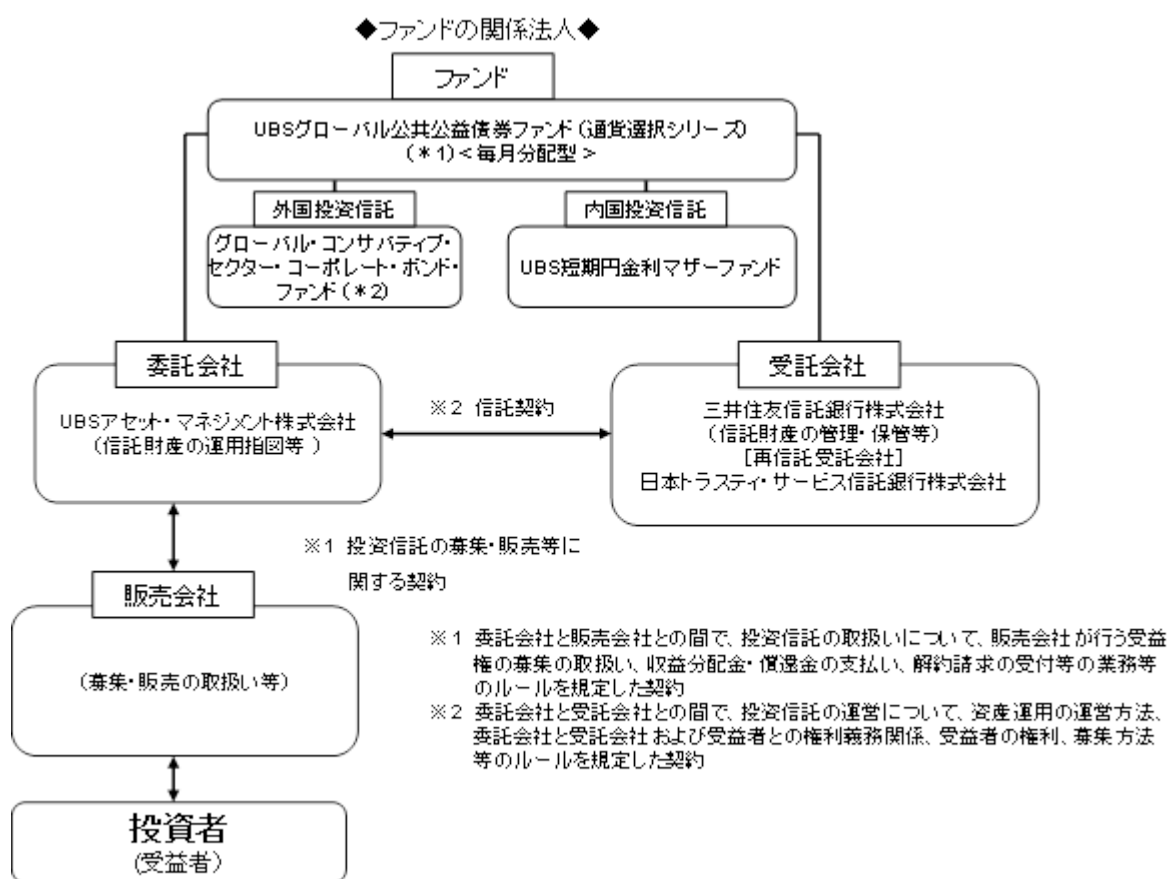 ◆ファンドの関係法人◆
ファンド
UBSグローバル公共公益債券ファンド（通貨選択シリーズ）
（＊1）＜毎月分配型＞
外国投資信託
内国投資信託
グローバル・コンサバティブ・
セクター・コーポレート・ボンド・
ファンド（＊2）
UBS短期円金利マザーファンド
委託会社
受託会社
UBSアセット・マネジメント株式会社
（信託財産の運用指図等 ）
※2 信託契約
三井住友信託銀行株式会社
（信託財産の管理・保管等）
［再信託受託会社］
日本トラスティ・サービス信託銀行株式会社
※1 投資信託の募集・販売等に
関する契約
販売会社
（募集・販売の取扱い等）
※1 委託会社と販売会社との間で、投資信託の取扱いについて、販売会社が行う受益
権の募集の取扱い、収益分配金・償還金の支払い、解約請求の受付等の業務等
のルールを規定した契約
※2 委託会社と受託会社との間で、投資信託の運営について、資産運用の運営方法、
委託会社と受託会社および受益者との権利義務関係、受益者の権利、募集方法
等のルールを規定した契約
投資者
(受益者）